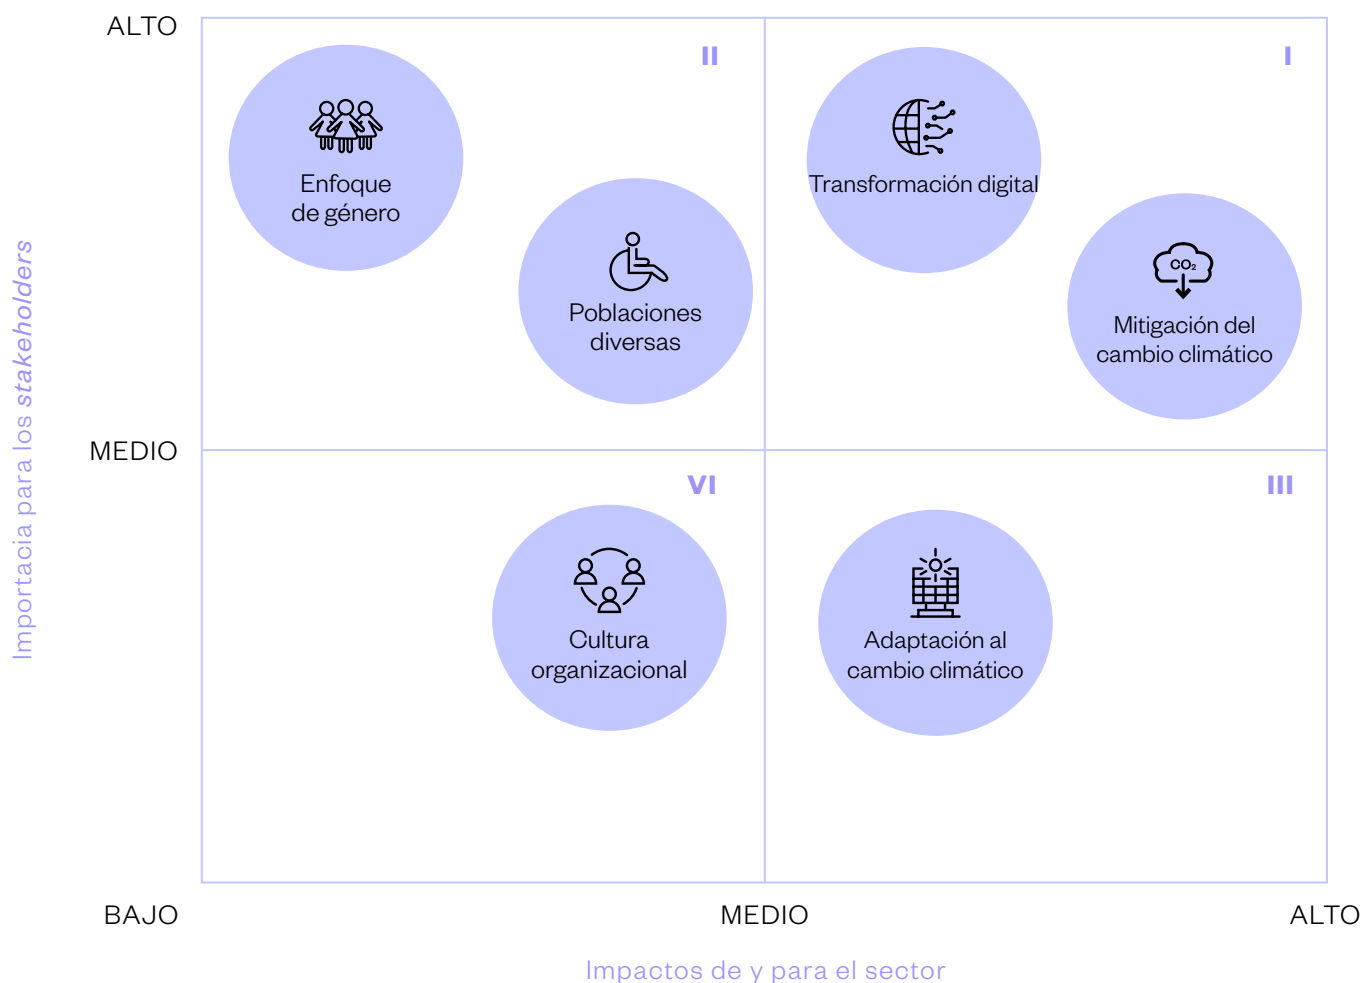 ALTO
II
I
Enfoque
de género
Transformación digital
Poblaciones
diversas
CO₂
Mitigación del
cambio climático
Importacia para los stakeholders
MEDIO
VI
III
Cultura
organizacional
Adaptación al
cambio climático
BAJO
MEDIO
ALTO
Impactos de y para el sector